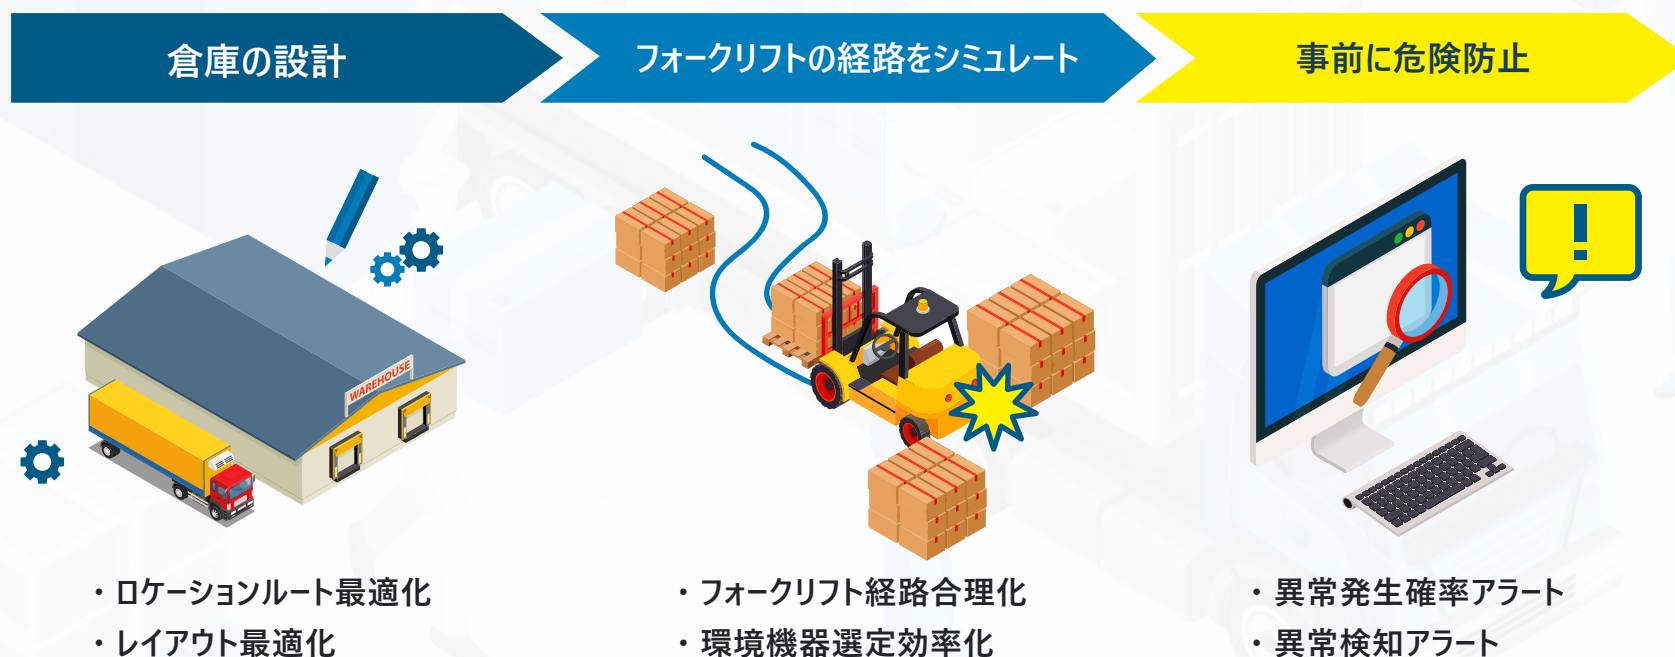 倉庫の設計
フォークリフトの経路をシミュレート
事前に危険防止
WAREHOUSE
!
・ロケーションルート最適化
・レイアウト最適化
・フォークリフト経路合理化
・環境機器選定効率化
・異常発生確率アラート
・異常検知アラート